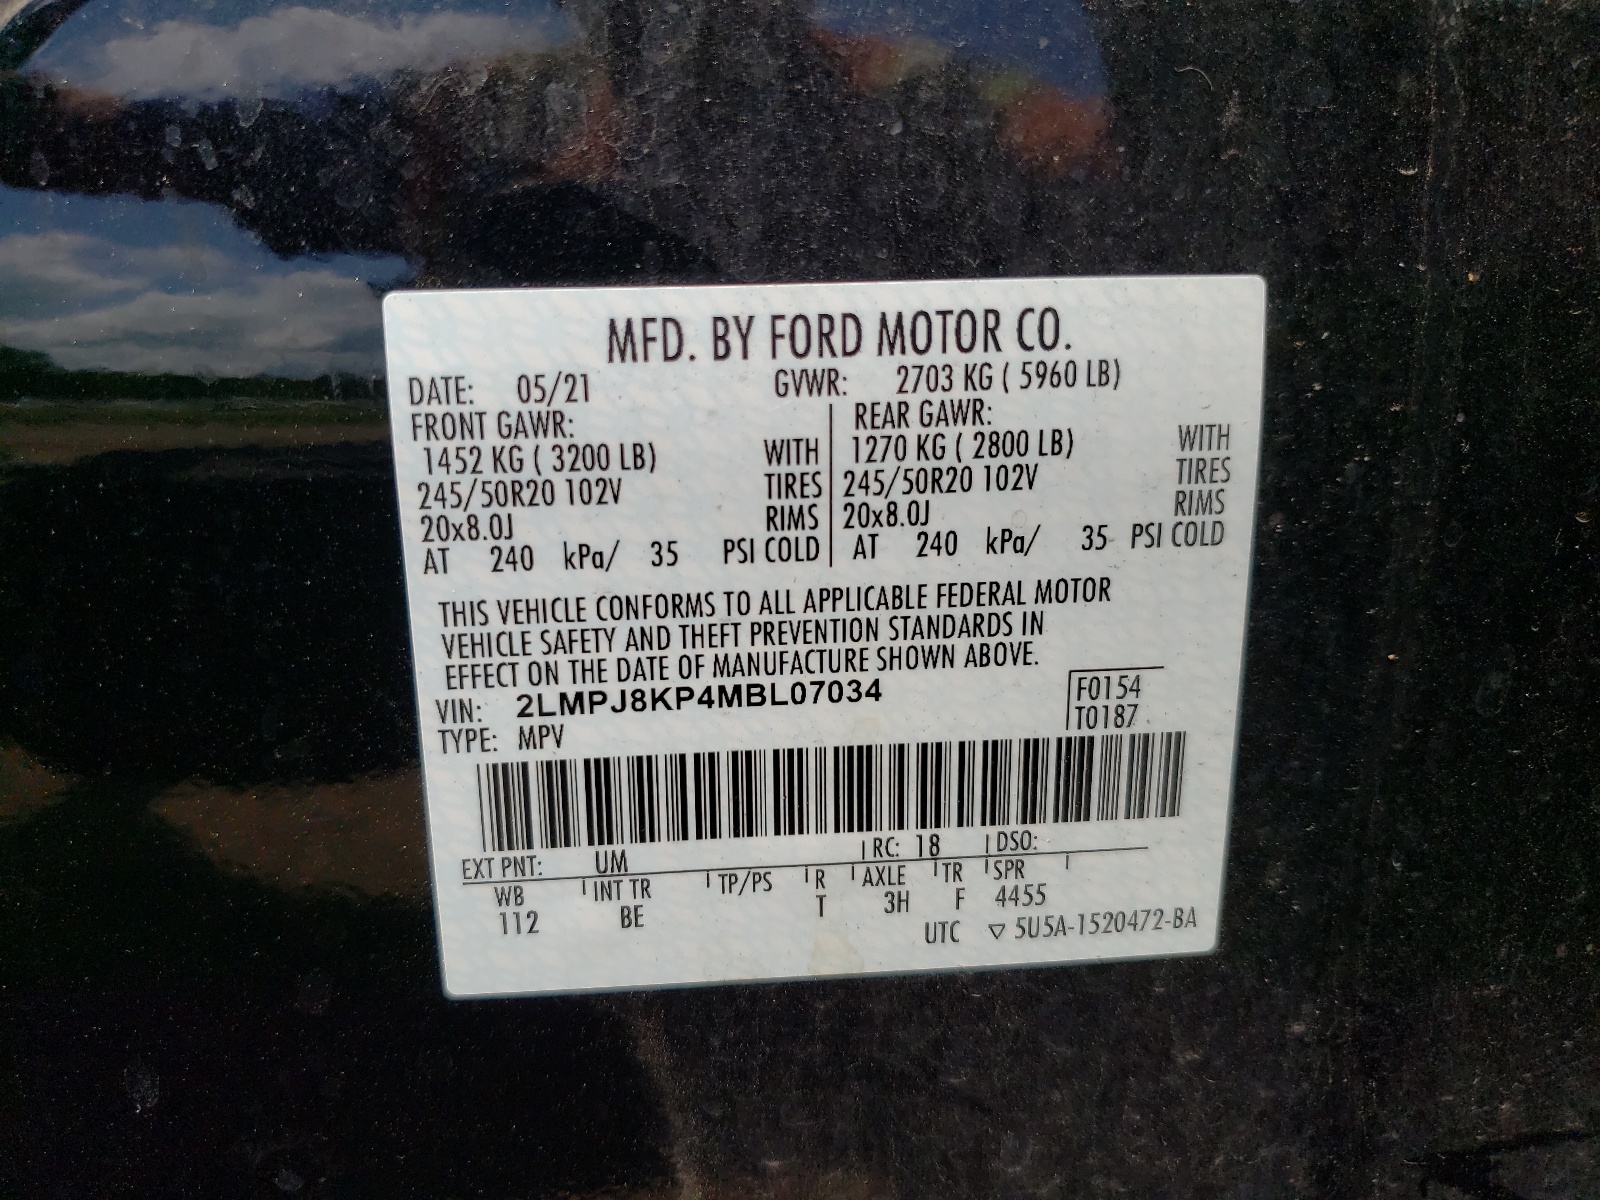 MFD. BY FORD MOTOR CO.
DATE: 05/21 GVWR: 2703 KG ( 5960 LB)
FRONT GAWR: REAR GAWR:
1452 KG ( 3200 LB) WITH 1270 KG ( 2800 LB) WITH
245/50R20 102V TIRES 245/50R20 102V TIRES
20x8.0J RIMS 20x8.0J RIMS
AT 240 kPa/ 35 PSI COLD AT 240 kPa/ 35 PSI COLD
THIS VEHICLE CONFORMS TO ALL APPLICABLE FEDERAL MOTOR
VEHICLE SAFETY AND THEFT PREVENTION STANDARDS IN
EFFECT ON THE DATE OF MANUFACTURE SHOWN ABOVE.
VIN: 2LMPJ8KP4MBL07034 F0154
TYPE: MPV T0187
EXT PNT: UM RC: 18 DSO:
WB INT TR TP/PS R AXLE TR SPR
112 BE T 3H F 4455
UTC ▽ 5U5A-1520472-BA